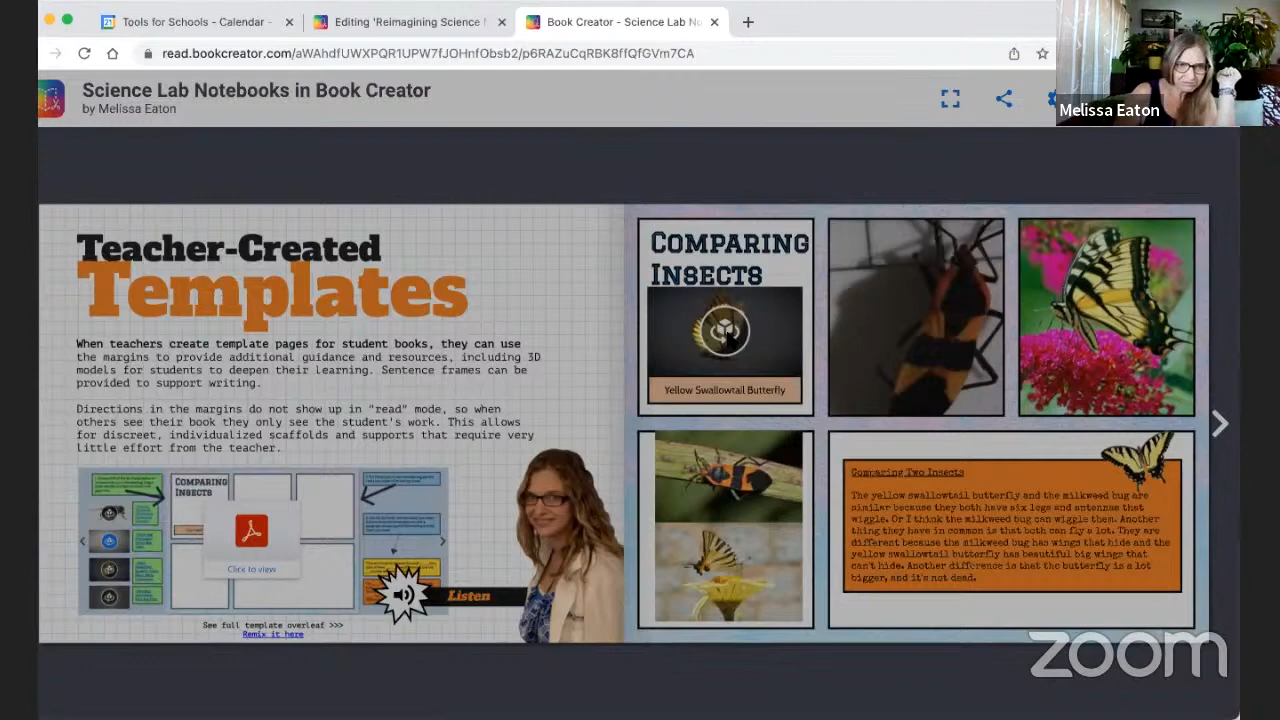 Tools for Schools - Calendar -
Editing 'Reimagining Science
Book Creator - Science Lab No
read.bookcreator.com/aWAhdfUWXPQR1UPW7fJOHnfObsb2/p6RAZuCqRBK8ffQfGVm7CA
Science Lab Notebooks in Book Creator
by Melissa Eaton
Melissa Eaton
Teacher-Created
Templates
When teachers create template pages for student books, they can use
the margins to provide additional guidance and resources, including 3D
models for students to deepen their learning. Sentence frames can be
provided to support writing.
Directions in the margins do not show up in "read" mode, so when
others see their book they only see the student's work. This allows
for discreet, individualized scaffolds and supports that require very
little effort from the teacher.
COMPARING
INSECTS
Click to view
Listen
See full template overleaf >>>
Remix it here
COMPARING
INSECTS
Yellow Swallowtail Butterfly
Comparing Two Insects
The yellow swallowtail butterfly and the milkweed bug are
similar because they both have six legs and antennae that
wiggle. Or I think the milkweed bug can wiggle them. Another
thing they have in common is that both can fly a lot. They are
different because the milkweed bug has wings that hide and the
yellow swallowtail butterfly has beautiful big wings that
can't hide. Another difference is that the butterfly is a lot
bigger, and it's not dead.
zoom